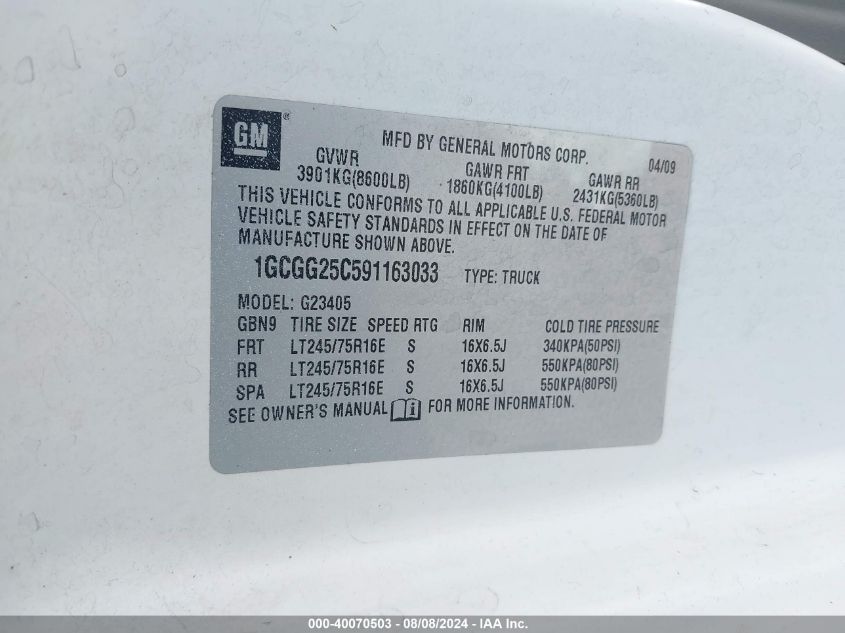 GM ®
MFD BY GENERAL MOTORS CORP. 04/09
GVWR GAWR FRT GAWR RR
3901KG(8600LB) 1860KG(4100LB) 2431KG(5360LB)
THIS VEHICLE CONFORMS TO ALL APPLICABLE U.S. FEDERAL MOTOR
VEHICLE SAFETY STANDARDS IN EFFECT ON THE DATE OF
MANUFACTURE SHOWN ABOVE.
1GCGG25C591163033 TYPE: TRUCK
MODEL: G23405
GBN9 TIRE SIZE SPEED RTG RIM COLD TIRE PRESSURE
FRT LT245/75R16E S 16X6.5J 340KPA(50PSI)
RR LT245/75R16E S 16X6.5J 550KPA(80PSI)
SPA LT245/75R16E S 16X6.5J 550KPA(80PSI)
SEE OWNER'S MANUAL i FOR MORE INFORMATION.
000-40070503 - 08/08/2024 - IAA Inc.